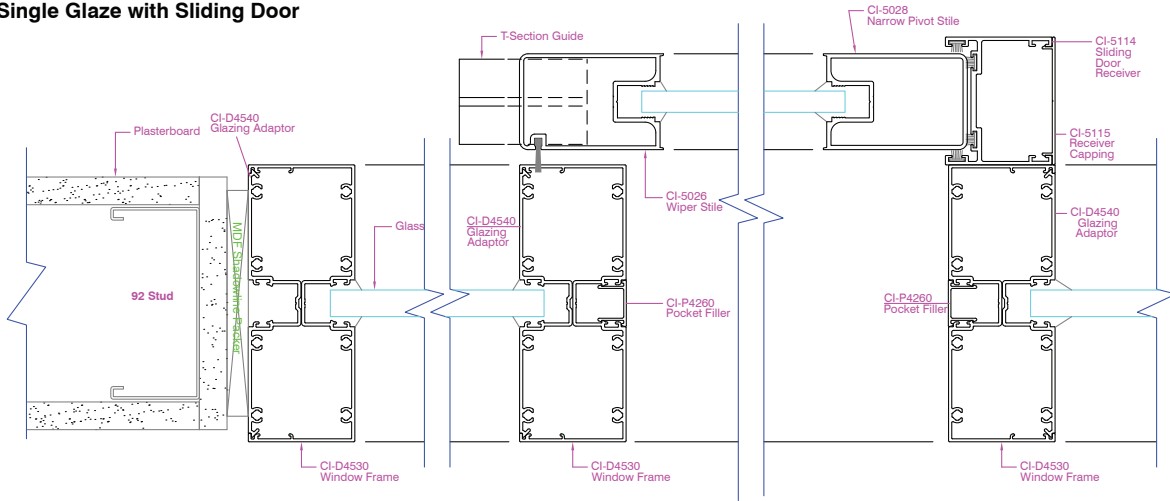 Single Glaze with Sliding Door
CI-5028
Narrow Pivot Stile
T-Section Guide
CI-5114
Sliding
Door
Receiver
CI-D4540
Glazing Adaptor
Plasterboard
CI-5115
Receiver
Capping
CI-5026
Wiper Stile
CI-D4540
Glazing
Adaptor
Glass
CI-D4540
Glazing
Adaptor
MDF Shadowline Packer
92 Stud
CI-P4260
Pocket Filler
CI-P4260
Pocket Filler
CI-D4530
Window Frame
CI-D4530
Window Frame
CI-D4530
Window Frame